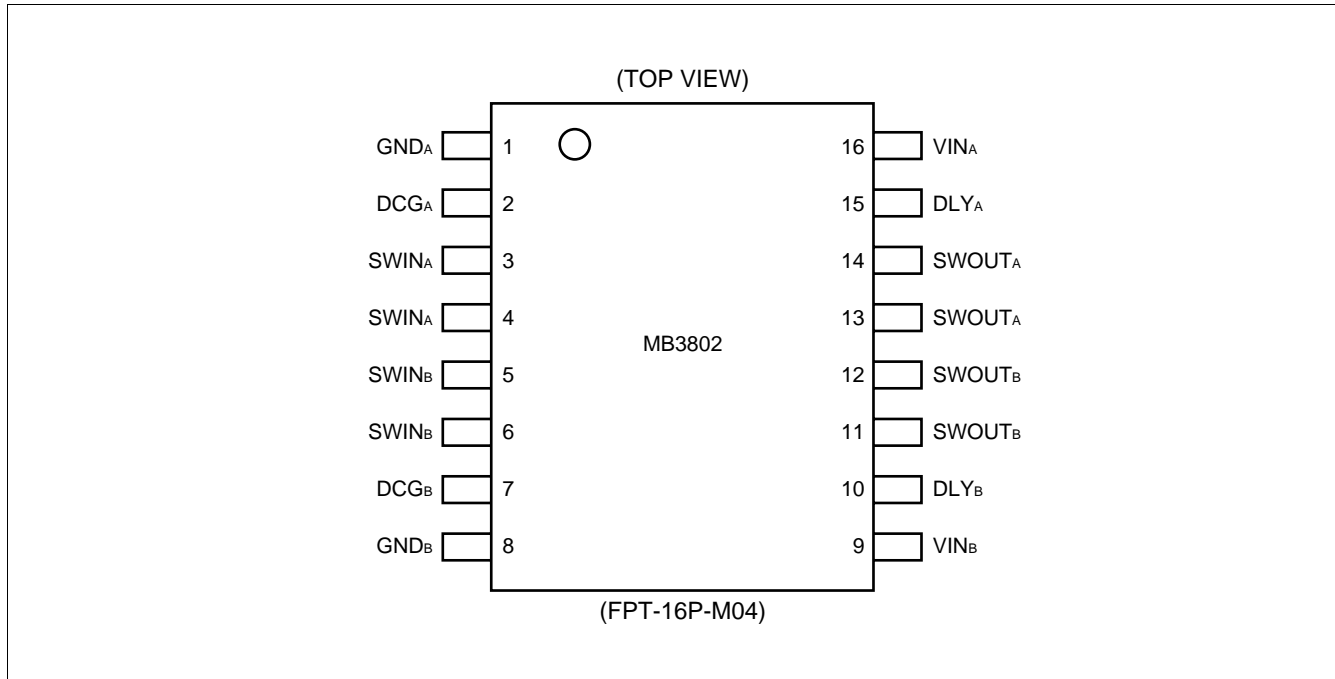 (TOP VIEW)
GNDA 1 16 VINA
DCGA 2 15 DLYA
SWINA 3 14 SWOUTA
SWINA 4 13 SWOUTA
MB3802
SWINB 5 12 SWOUTB
SWINB 6 11 SWOUTB
DCGB 7 10 DLYB
GNDB 8 9 VINB
(FPT-16P-M04)